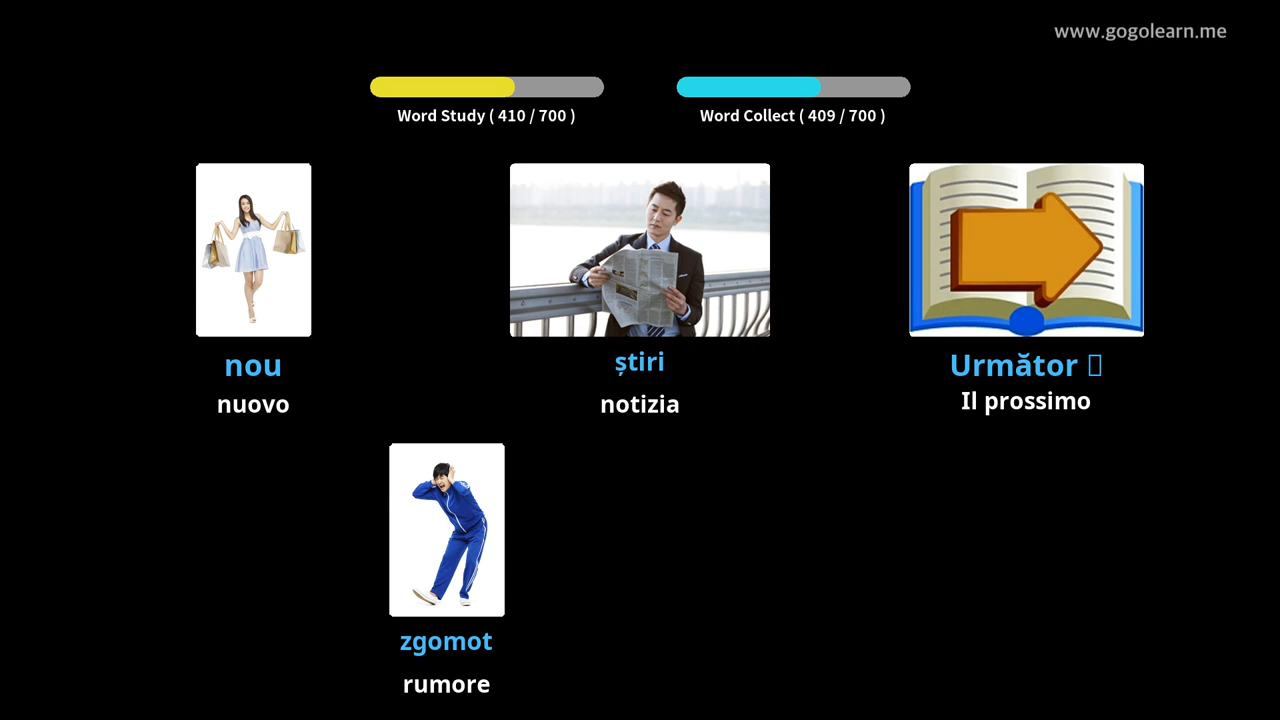 www.gogolearn.me
Word Study ( 410 / 700 )
Word Collect ( 409 / 700 )
nou
nuovo
știri
notizia
Următor
Il prossimo
zgomot
rumore